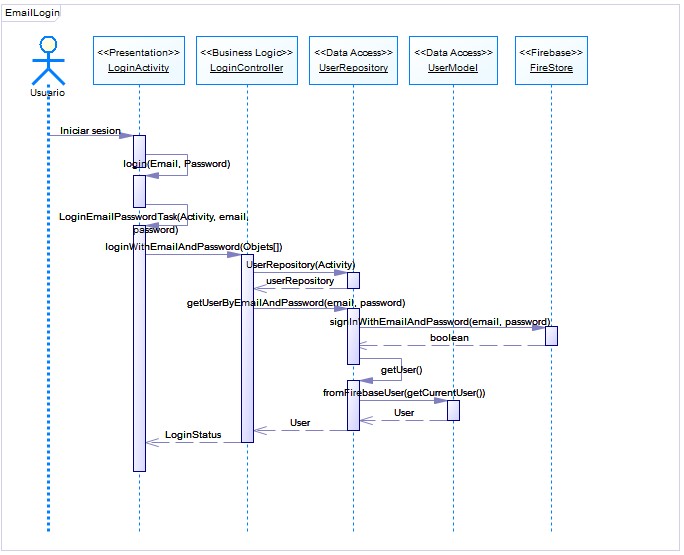 EmailLogin
<<Presentation>> <<Business Logic>> <<Data Access>> <<Data Access>> <<Firebase>>
LoginActivity LoginController UserRepository UserModel FireStore
Usuario
Iniciar sesion
login(Email, Password)
LoginEmailPasswordTask(Activity, email,
password)
loginWithEmailAndPassword(Objets[])
UserRepository(Activity)
userRepository
getUserByEmailAndPassword(email, password)
signInWithEmailAndPassword(email, password)
boolean
getUser()
fromFirebaseUser(getCurrentUser())
User
User
LoginStatus